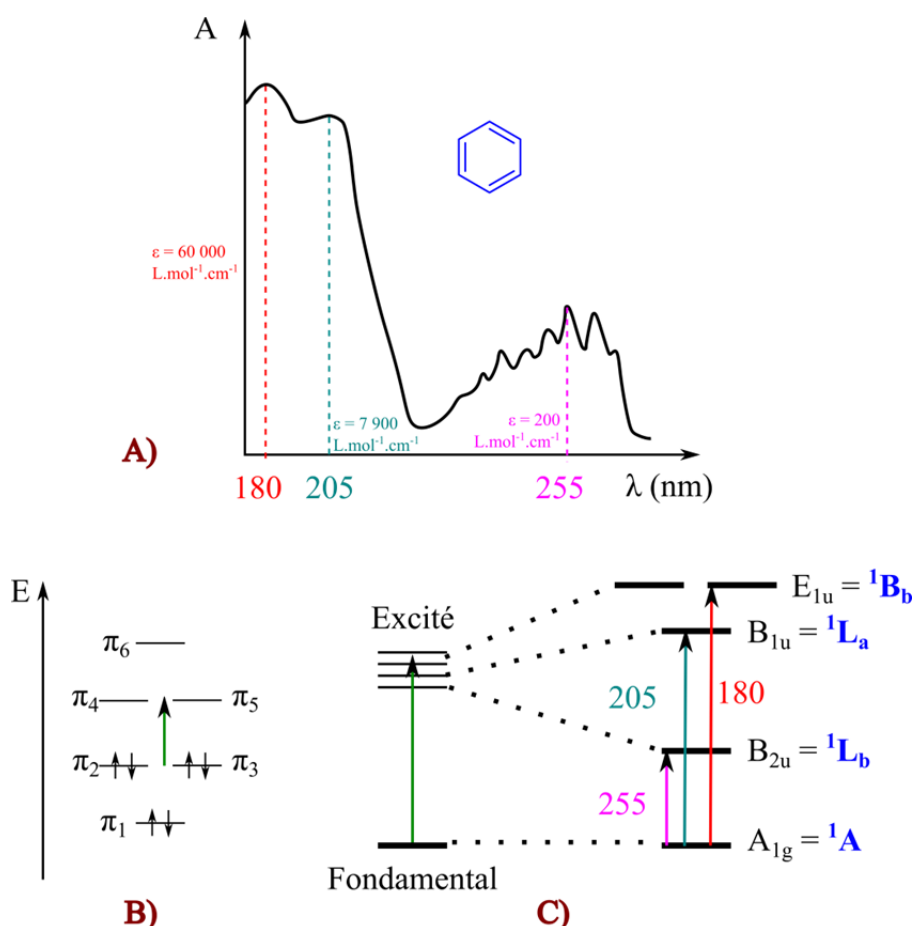 A
ε = 60 000
L.mol⁻¹.cm⁻¹
ε = 7 900
L.mol⁻¹.cm⁻¹
ε = 200
L.mol⁻¹.cm⁻¹
A)
180
205
255
λ (nm)
E
π₆
π₄
π₅
π₂
π₃
π₁
B)
Excité
Fondamental
E₁ᵤ = ¹B_b
B₁ᵤ = ¹Lₐ
205
180
B₂ᵤ = ¹L_b
255
A₁g = ¹A
C)